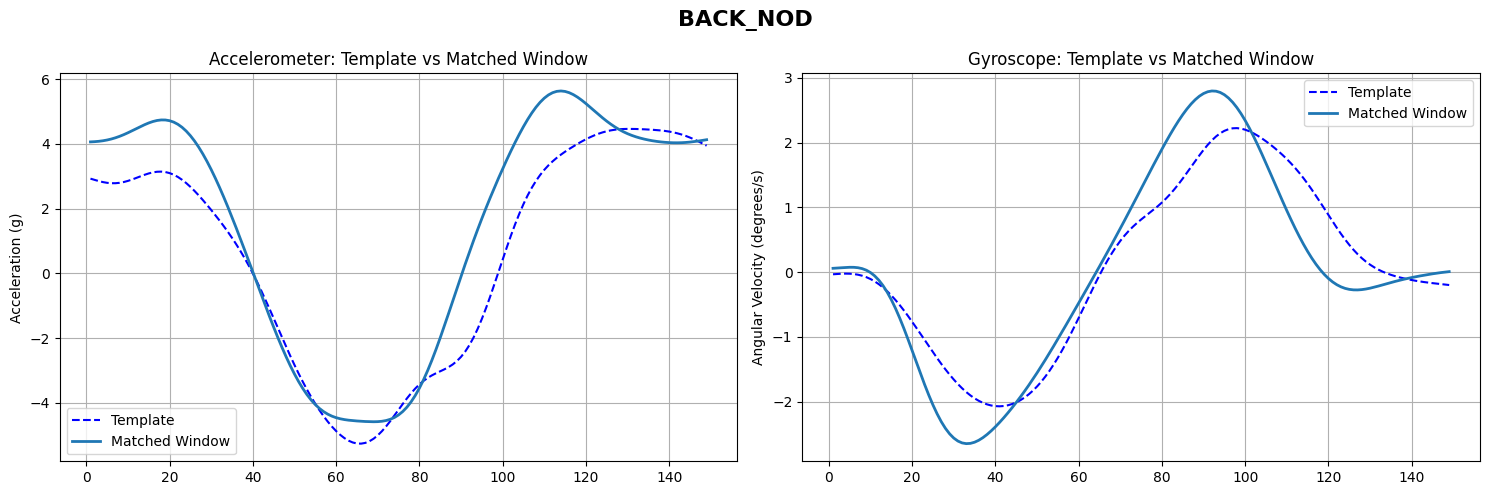 BACK_NOD
Accelerometer: Template vs Matched Window
Acceleration (g)
6
4
2
0
−2
−4
0 20 40 60 80 100 120 140
Template
Matched Window
Gyroscope: Template vs Matched Window
Angular Velocity (degrees/s)
3
2
1
0
−1
−2
0 20 40 60 80 100 120 140
Template
Matched Window